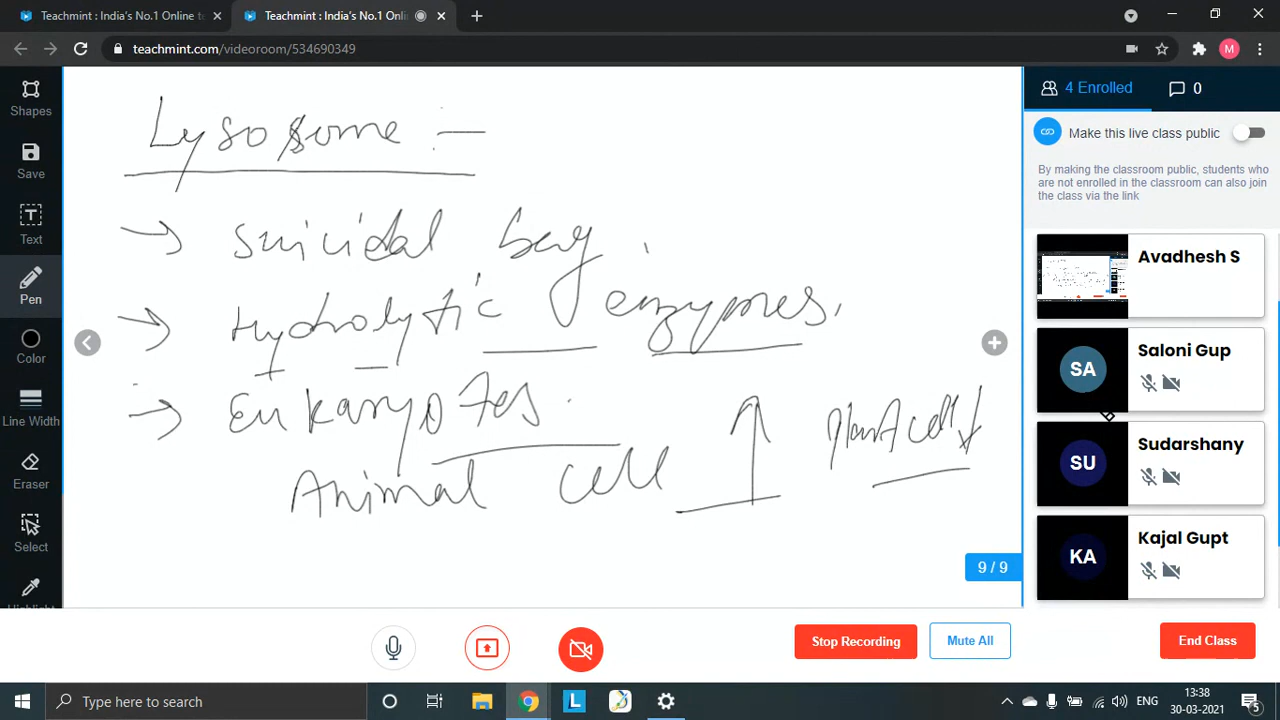 Teachmint : India's No.1 Online t
Teachmint : India's No.1 Onli
teachmint.com/videoroom/534690349
M
Shapes
Save
Text
Pen
Color
Line Width
Eraser
Select
Lysosome :-
→ suicidal bag.
→ Hydrolytic enzymes.
→ Eukaryotes.
Animal cell ↑ plant cell ↓
9 / 9
4 Enrolled
0
Make this live class public
By making the classroom public, students who
are not enrolled in the classroom can also join
the class via the link
Avadhesh S
SA Saloni Gup
SU Sudarshany
KA Kajal Gupt
Stop Recording
Mute All
End Class
Type here to search
ENG
13:38
30-03-2021
5